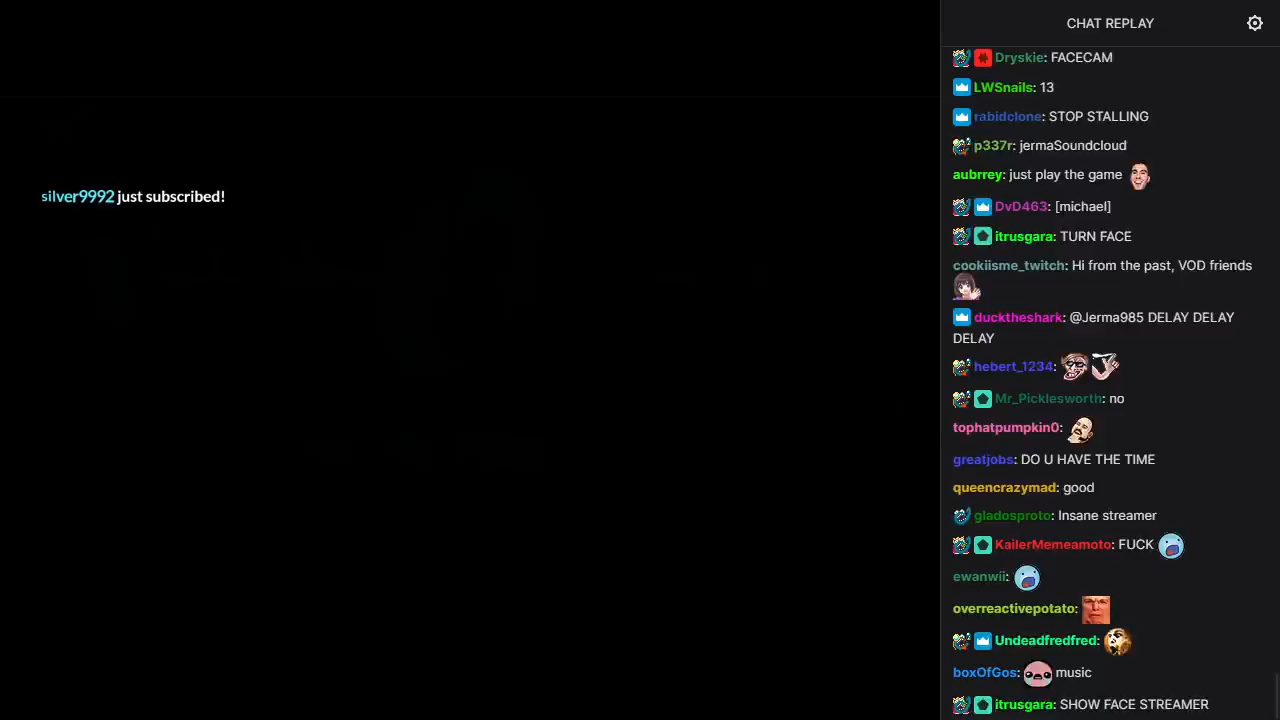 CHAT REPLAY
silver9992 just subscribed!
Dryskie: FACECAM
LWSnails: 13
rabidclone: STOP STALLING
p337r: jermaSoundcloud
aubrrey: just play the game
DvD463: [michael]
itrusgara: TURN FACE
cookiisme_twitch: Hi from the past, VOD friends
ducktheshark: @Jerma985 DELAY DELAY
DELAY
hebert_1234:
Mr_Picklesworth: no
tophatpumpkin0:
greatjobs: DO U HAVE THE TIME
queencrazymad: good
gladosproto: Insane streamer
KailerMemeamoto: FUCK
ewanwii:
overreactivepotato:
Undeadfredfred:
boxOfGos: music
itrusgara: SHOW FACE STREAMER